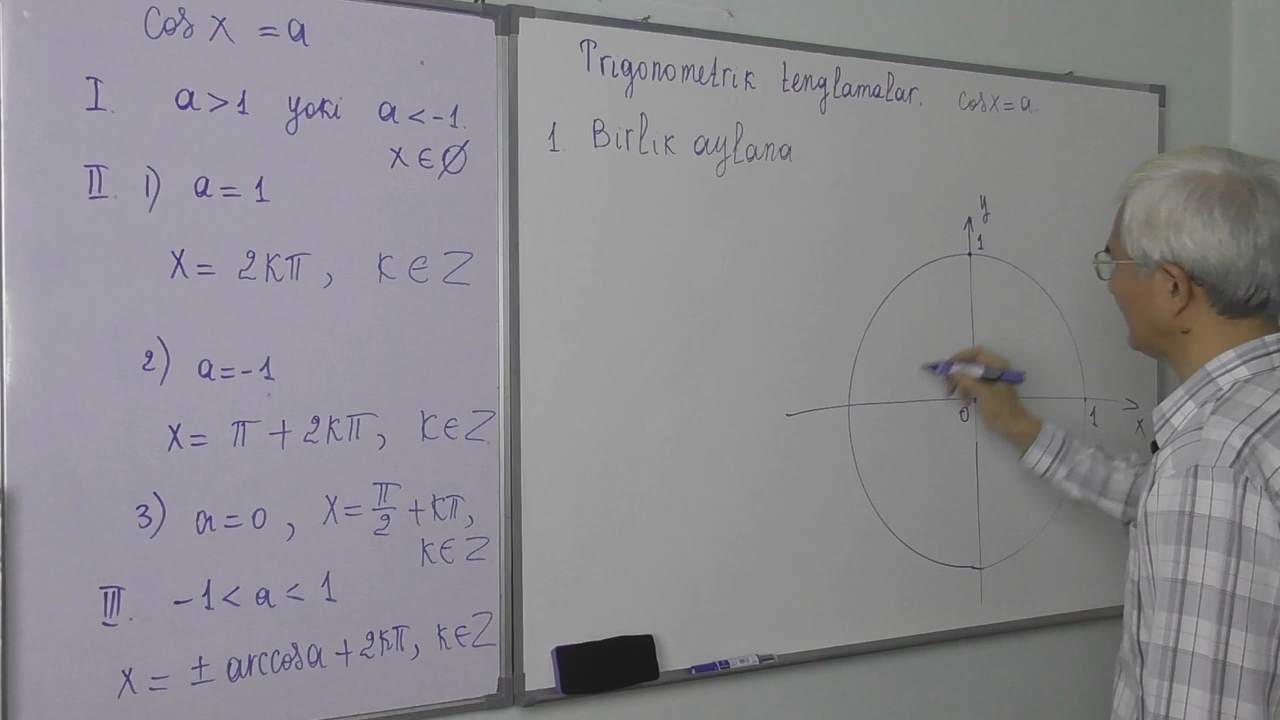 cos x = a
I. a > 1 yoki a < -1.
x ∈ ∅
II. 1) a = 1
x = 2kπ, k ∈ Z
2) a = -1
x = π + 2kπ, k ∈ Z
3) a = 0, x = π/2 + kπ,
k ∈ Z
III. -1 < a < 1
x = ± arccos a + 2kπ, k ∈ Z
Trigonometrik tenglamalar. cos x = a
1. Birlik aylana
y
1
0
1
x